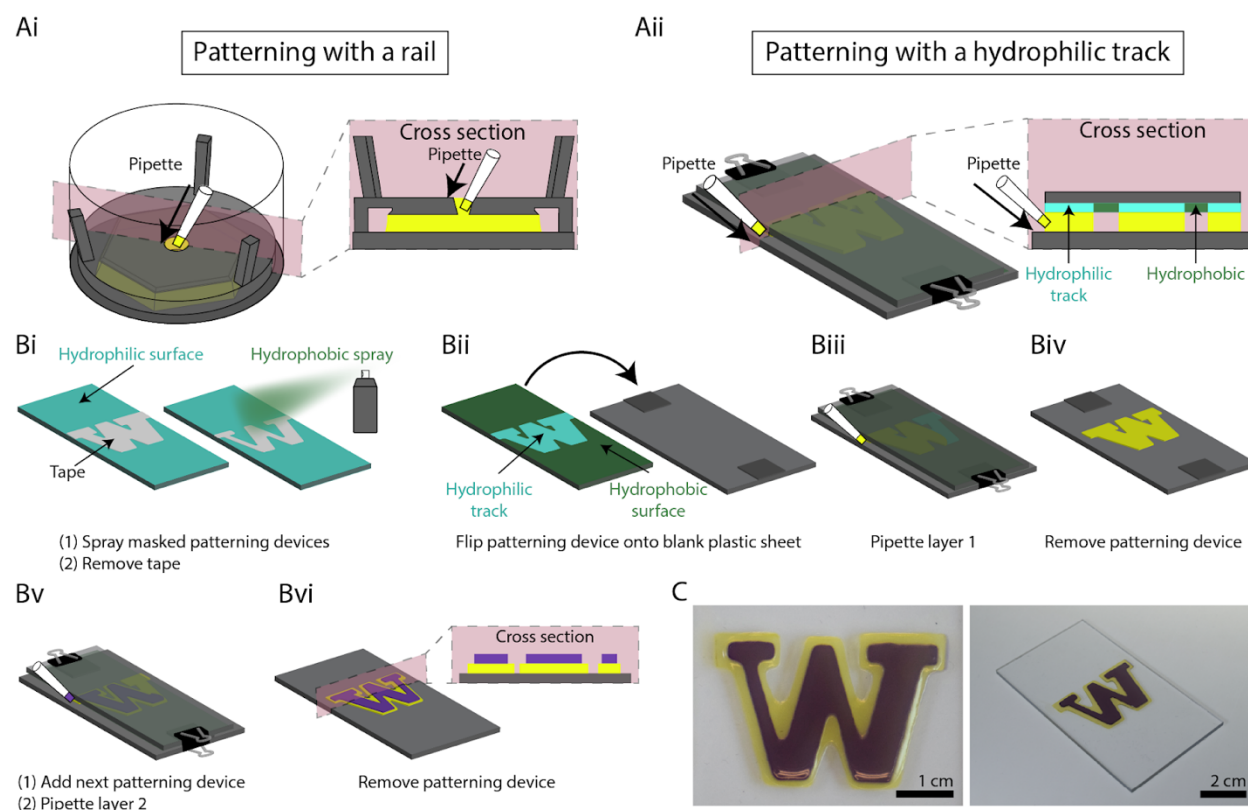 Ai
Patterning with a rail
Pipette
Cross section
Pipette
Aii
Patterning with a hydrophilic track
Pipette
Cross section
Pipette
Hydrophilic
track
Hydrophobic
Bi
Hydrophilic surface
Hydrophobic spray
Tape
(1) Spray masked patterning devices
(2) Remove tape
Bii
Hydrophilic
track
Hydrophobic
surface
Flip patterning device onto blank plastic sheet
Biii
Pipette layer 1
Biv
W
Remove patterning device
Bv
(1) Add next patterning device
(2) Pipette layer 2
Bvi
Cross section
Remove patterning device
C
W
1 cm
W
2 cm